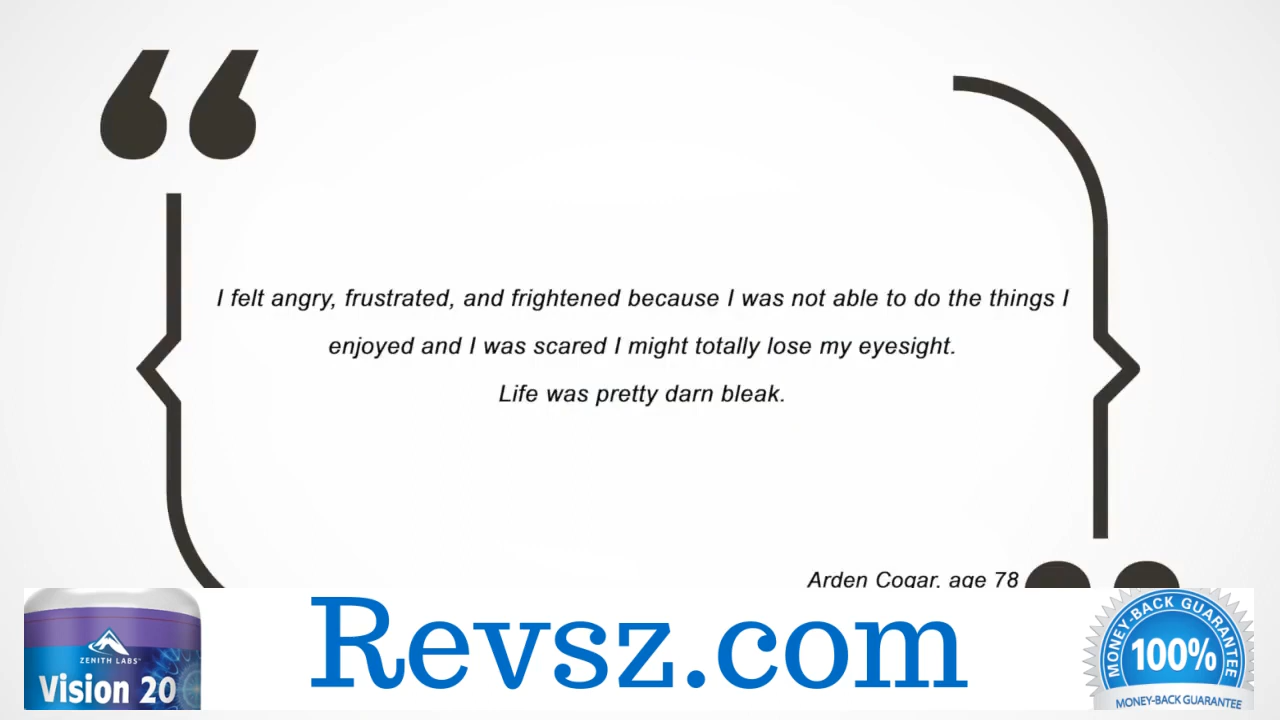 I felt angry, frustrated, and frightened because I was not able to do the things I
enjoyed and I was scared I might totally lose my eyesight.
Life was pretty darn bleak.
Arden Cogar, age 78
ZENITH LABS™
Vision 20
Revsz.com
MONEY-BACK GUARANTEE
100%
MONEY-BACK GUARANTEE